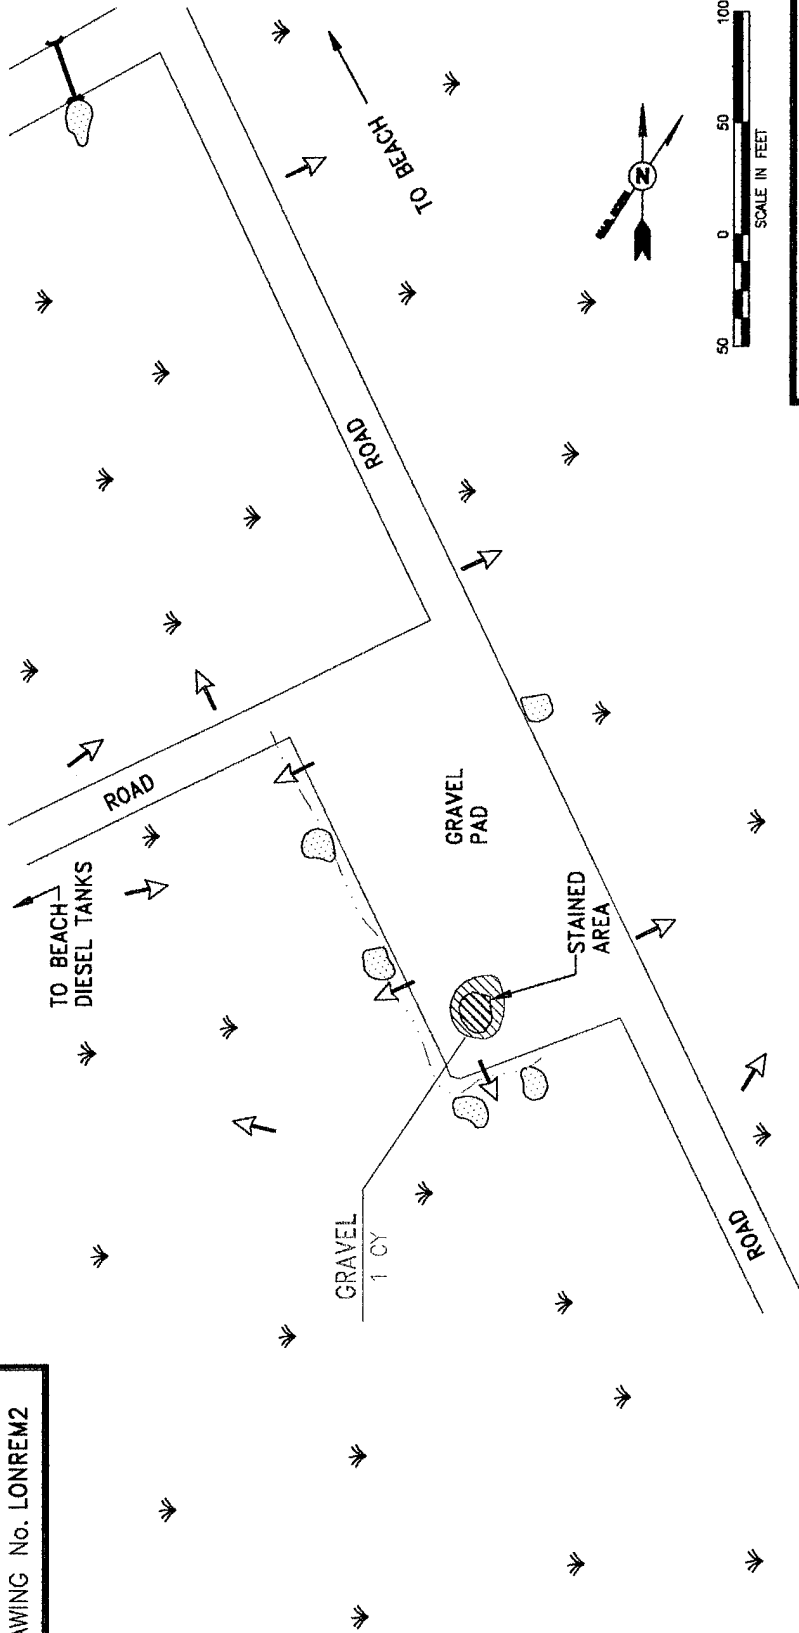 AWING No. LONREM2
TO BEACH
DIESEL TANKS
ROAD
GRAVEL
1 CY
STAINED
AREA
GRAVEL
PAD
ROAD
ROAD
TO BEACH
N
50 0 50 100
SCALE IN FEET